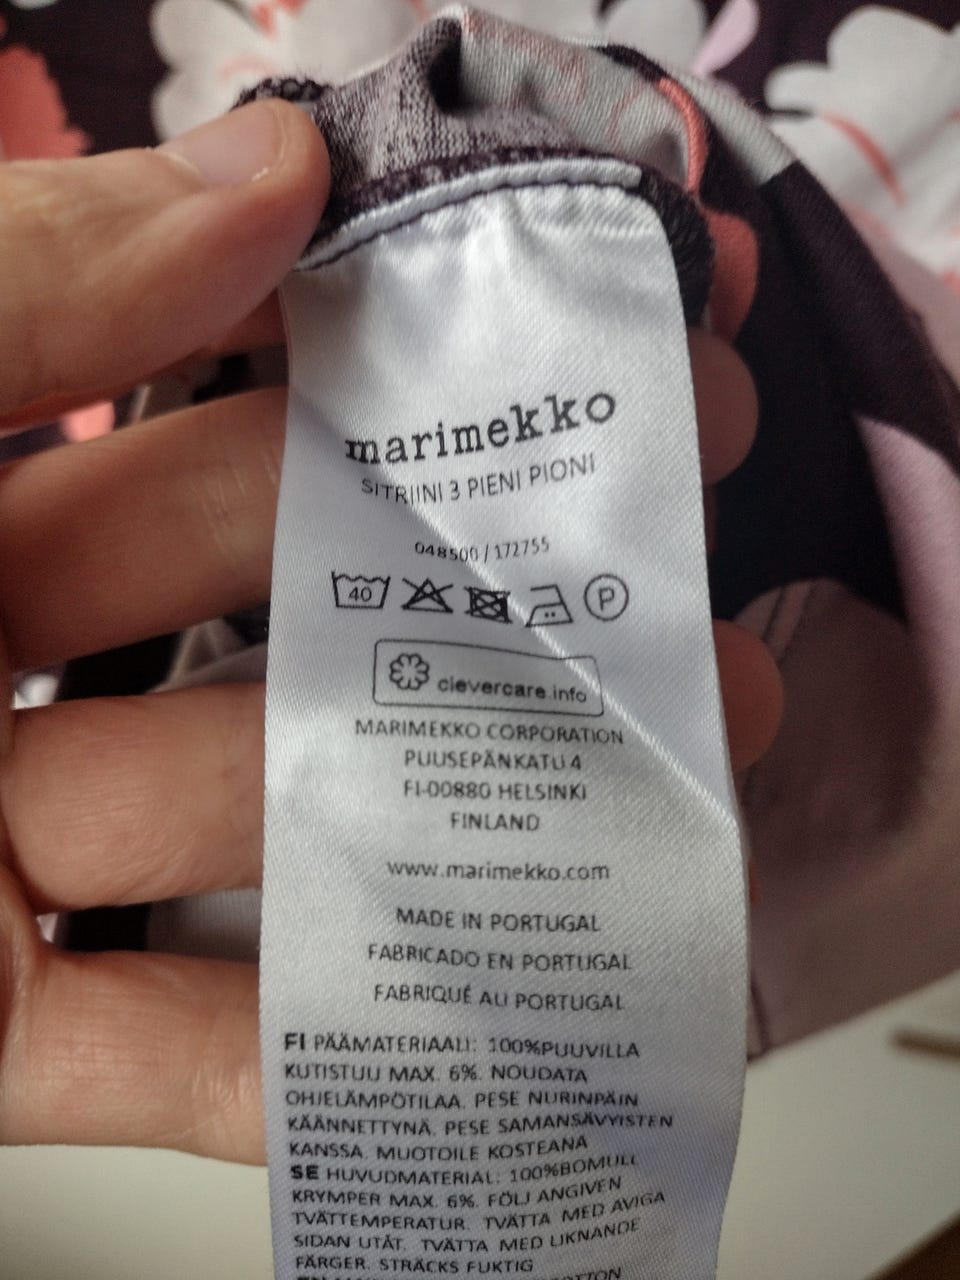 marimekko
SITRIINI 3 PIENI PIONI
048500 / 172755
40
P
clevercare.info
MARIMEKKO CORPORATION
PUUSEPÄNKATU 4
FI-00880 HELSINKI
FINLAND
www.marimekko.com
MADE IN PORTUGAL
FABRICADO EN PORTUGAL
FABRIQUÉ AU PORTUGAL
FI PÄÄMATERIAALI: 100%PUUVILLA
KUTISTUU MAX. 6%. NOUDATA
OHJELÄMPÖTILAA. PESE NURINPÄIN
KÄÄNNETTYNÄ. PESE SAMANSÄVYISTEN
KANSSA. MUOTOILE KOSTEANA
SE HUVUDMATERIAL: 100%BOMULL
KRYMPER MAX. 6%. FÖLJ ANGIVEN
TVÄTTEMPERATUR. TVÄTTA MED AVIGA
SIDAN UTÅT. TVÄTTA MED LIKNANDE
FÄRGER. STRÄCKS FUKTIG